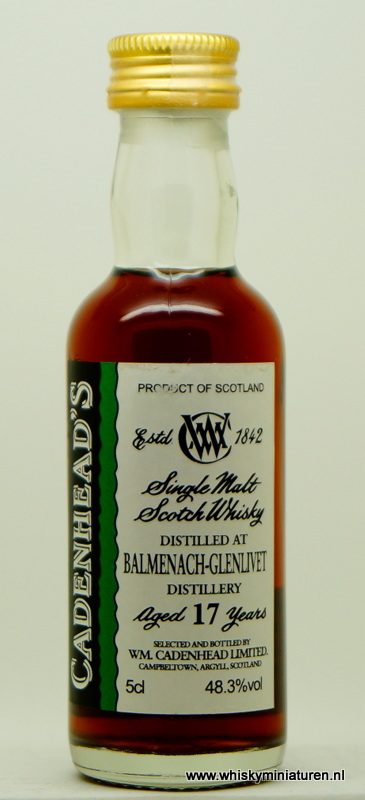 CADENHEAD'S
PRODUCT OF SCOTLAND
Estd WC 1842
Single Malt
Scotch Whisky
DISTILLED AT
BALMENACH-GLENLIVET
DISTILLERY
Aged 17 Years
SELECTED AND BOTTLED BY
WM. CADENHEAD LIMITED.
CAMPBELTOWN, ARGYLL, SCOTLAND
5cl 48.3%vol
www.whiskyminiaturen.nl